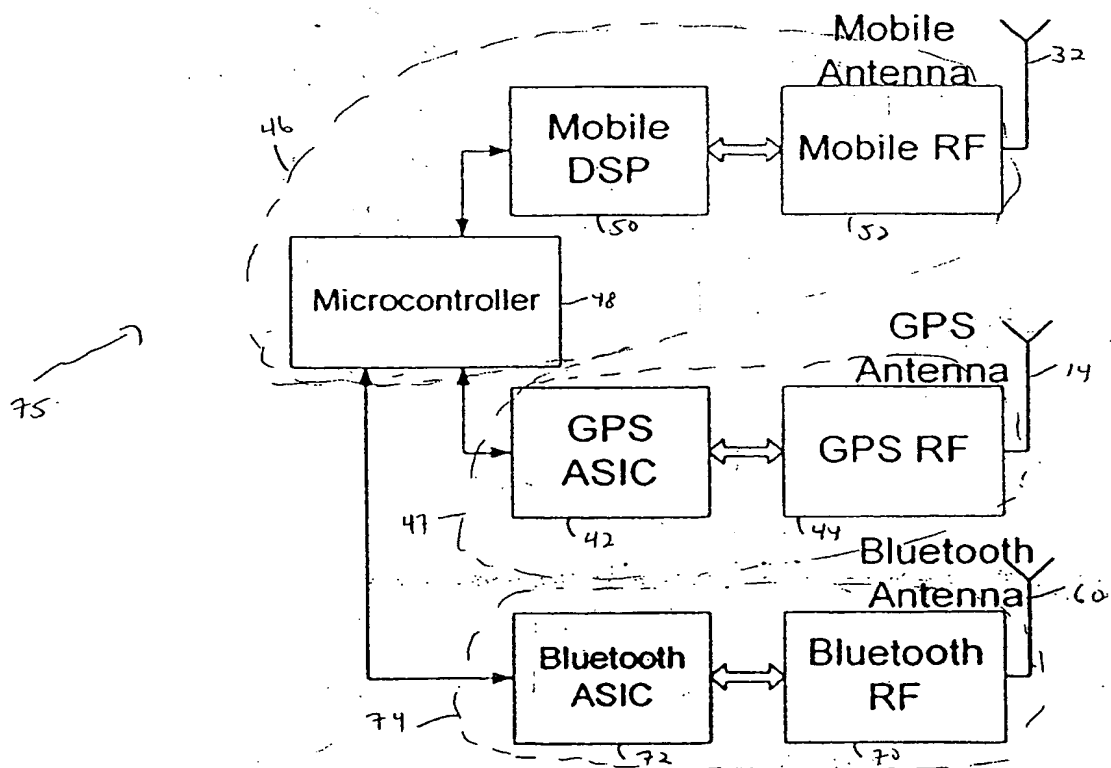 Mobile
Antenna
32
46
Mobile
DSP
Mobile RF
50
52
Microcontroller
48
GPS
Antenna
14
75
GPS
ASIC
GPS RF
47
42
44
Bluetooth
Antenna
60
Bluetooth
ASIC
Bluetooth
RF
74
72
70